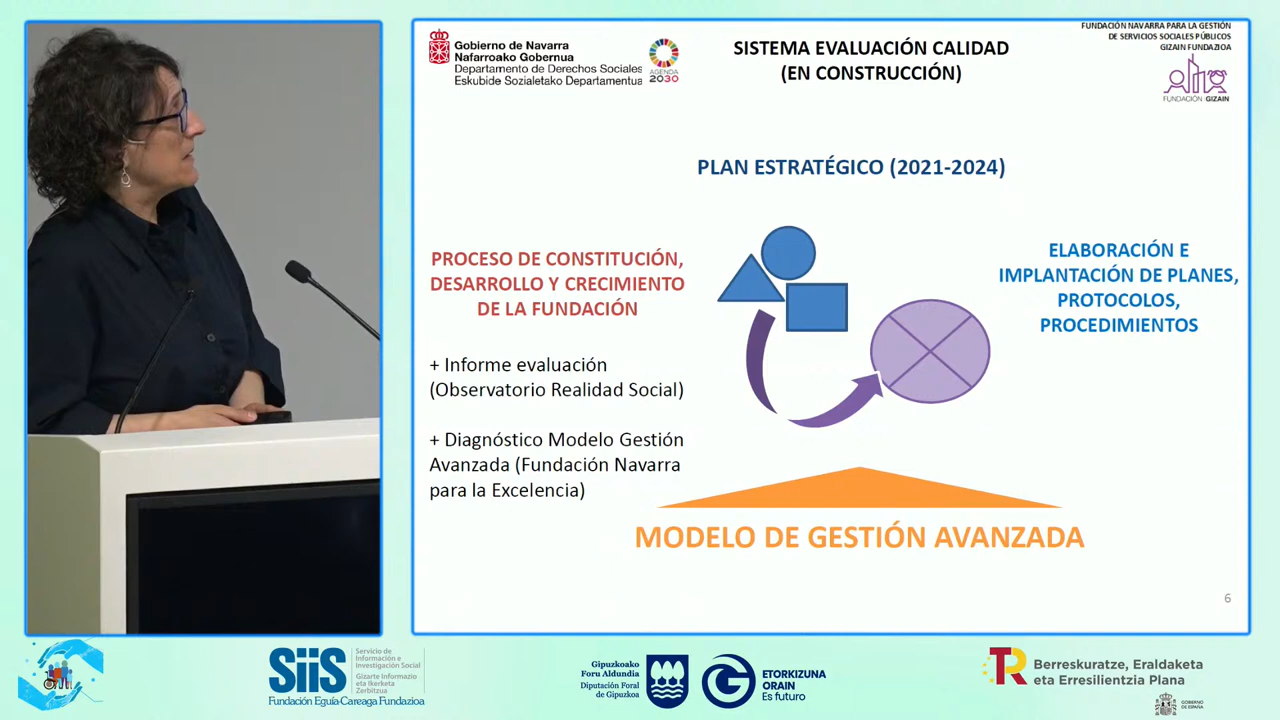 Gobierno de Navarra
Nafarroako Gobernua
Departamento de Derechos Sociales
Eskubide Sozialetako Departamentua
AGENDA
2030
SISTEMA EVALUACIÓN CALIDAD
(EN CONSTRUCCIÓN)
FUNDACIÓN NAVARRA PARA LA GESTIÓN
DE SERVICIOS SOCIALES PÚBLICOS
GIZAIN FUNDAZIOA
FUNDACIÓN GIZAIN
PLAN ESTRATÉGICO (2021-2024)
PROCESO DE CONSTITUCIÓN,
DESARROLLO Y CRECIMIENTO
DE LA FUNDACIÓN
+ Informe evaluación
(Observatorio Realidad Social)
+ Diagnóstico Modelo Gestión
Avanzada (Fundación Navarra
para la Excelencia)
ELABORACIÓN E
IMPLANTACIÓN DE PLANES,
PROTOCOLOS,
PROCEDIMIENTOS
MODELO DE GESTIÓN AVANZADA
6
SiiS
Servicio de
Información e
Investigación Social
Gizarte Informazio
eta Ikerketa
Zerbitzua
Fundación Eguía-Careaga Fundazioa
Gipuzkoako
Foru Aldundia
Diputación Foral
de Gipuzkoa
ETORKIZUNA
ORAIN
Es futuro
TR
Berreskuratze, Eraldaketa
eta Erresilientzia Plana
GOBIERNO
DE ESPAÑA